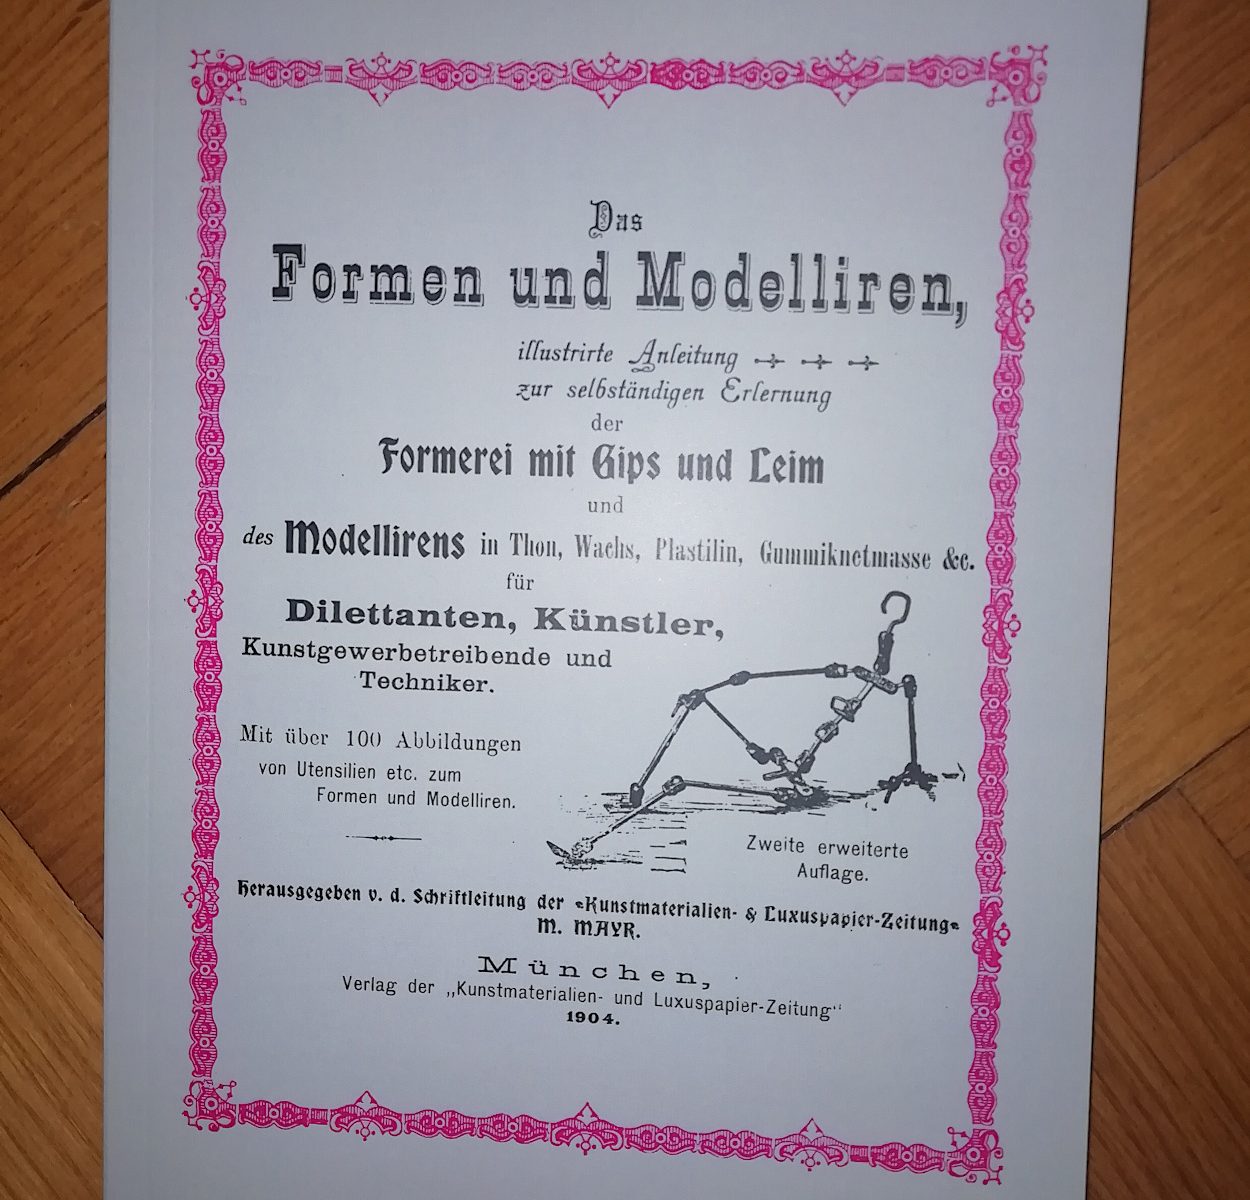 Das
Formen und Modelliren,
illustrirte Anleitung
zur selbständigen Erlernung
der
Formerei mit Gips und Leim
und
des Modellirens in Thon, Wachs, Plastilin, Gummiknetmasse &c.
für
Dilettanten, Künstler,
Kunstgewerbetreibende und
Techniker.
Mit über 100 Abbildungen
von Utensilien etc. zum
Formen und Modelliren.
Zweite erweiterte
Auflage.
Herausgegeben v. d. Schriftleitung der «Kunstmaterialien- & Luxuspapier-Zeitung«
M. MAYR.
München,
Verlag der „Kunstmaterialien- und Luxuspapier-Zeitung“
1904.